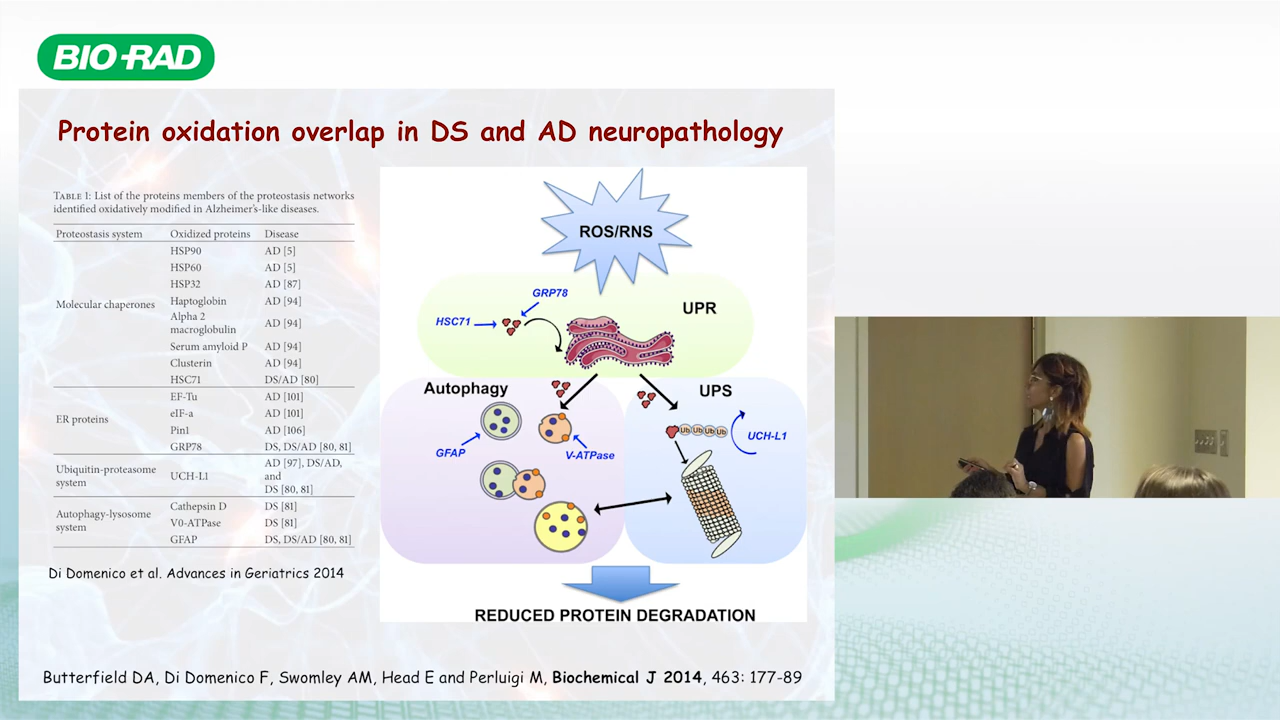 BIO-RAD
Protein oxidation overlap in DS and AD neuropathology
TABLE 1: List of the proteins members of the proteostasis networks
identified oxidatively modified in Alzheimer's-like diseases.
Proteostasis system Oxidized proteins Disease
Molecular chaperones
HSP90 AD [5]
HSP60 AD [5]
HSP32 AD [87]
Haptoglobin AD [94]
Alpha 2
macroglobulin AD [94]
Serum amyloid P AD [94]
Clusterin AD [94]
HSC71 DS/AD [80]
ER proteins
EF-Tu AD [101]
eIF-a AD [101]
Pin1 AD [106]
GRP78 DS, DS/AD [80, 81]
Ubiquitin-proteasome
system
UCH-L1
AD [97], DS/AD,
and
DS [80, 81]
Autophagy-lysosome
system
Cathepsin D DS [81]
V0-ATPase DS [81]
GFAP DS, DS/AD [80, 81]
Di Domenico et al. Advances in Geriatrics 2014
ROS/RNS
GRP78
HSC71
UPR
Autophagy
UPS
Ub Ub Ub Ub
UCH-L1
GFAP
V-ATPase
REDUCED PROTEIN DEGRADATION
Butterfield DA, Di Domenico F, Swomley AM, Head E and Perluigi M, Biochemical J 2014, 463: 177-89